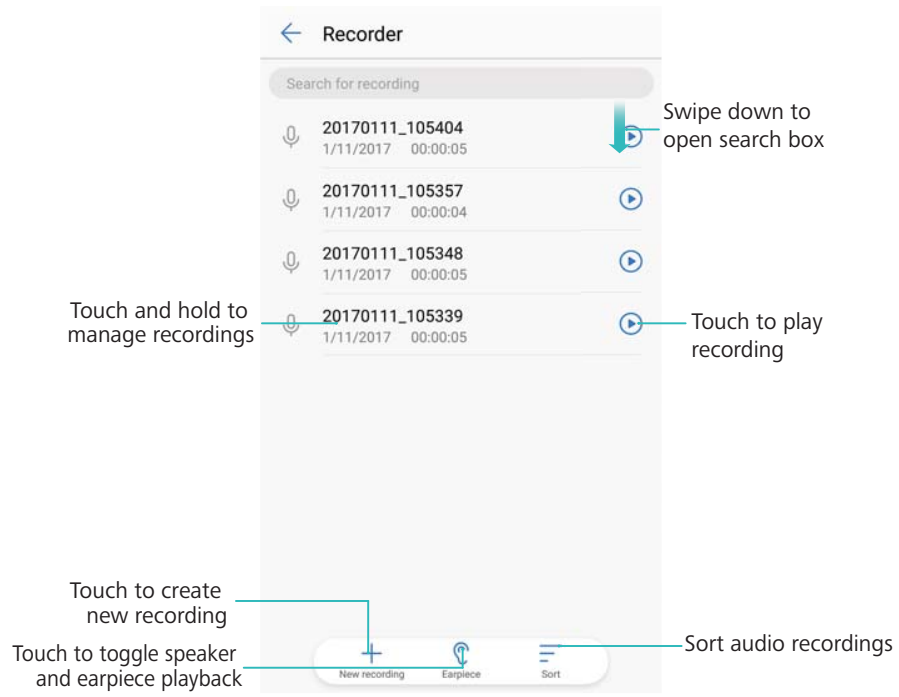 Recorder
Search for recording
Swipe down to
open search box
20170111_105404
1/11/2017 00:00:05
20170111_105357
1/11/2017 00:00:04
20170111_105348
1/11/2017 00:00:05
Touch and hold to
manage recordings
20170111_105339
1/11/2017 00:00:05
Touch to play
recording
Touch to create
new recording
Touch to toggle speaker
and earpiece playback
New recording
Earpiece
Sort
Sort audio recordings